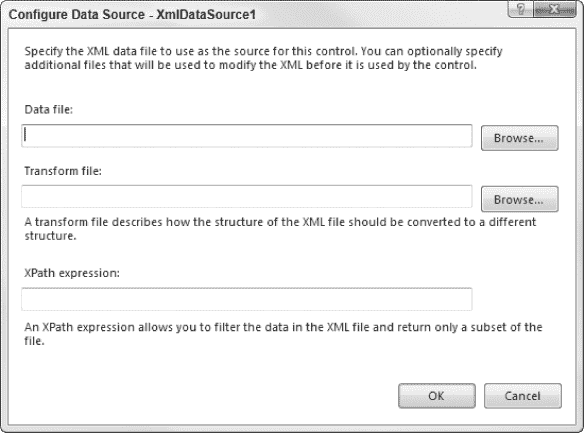 Configure Data Source - XmlDataSource1
?
Specify the XML data file to use as the source for this control. You can optionally specify
additional files that will be used to modify the XML before it is used by the control.
Data file:
Browse...
Transform file:
Browse...
A transform file describes how the structure of the XML file should be converted to a different
structure.
XPath expression:
An XPath expression allows you to filter the data in the XML file and return only a subset of the
file.
OK Cancel